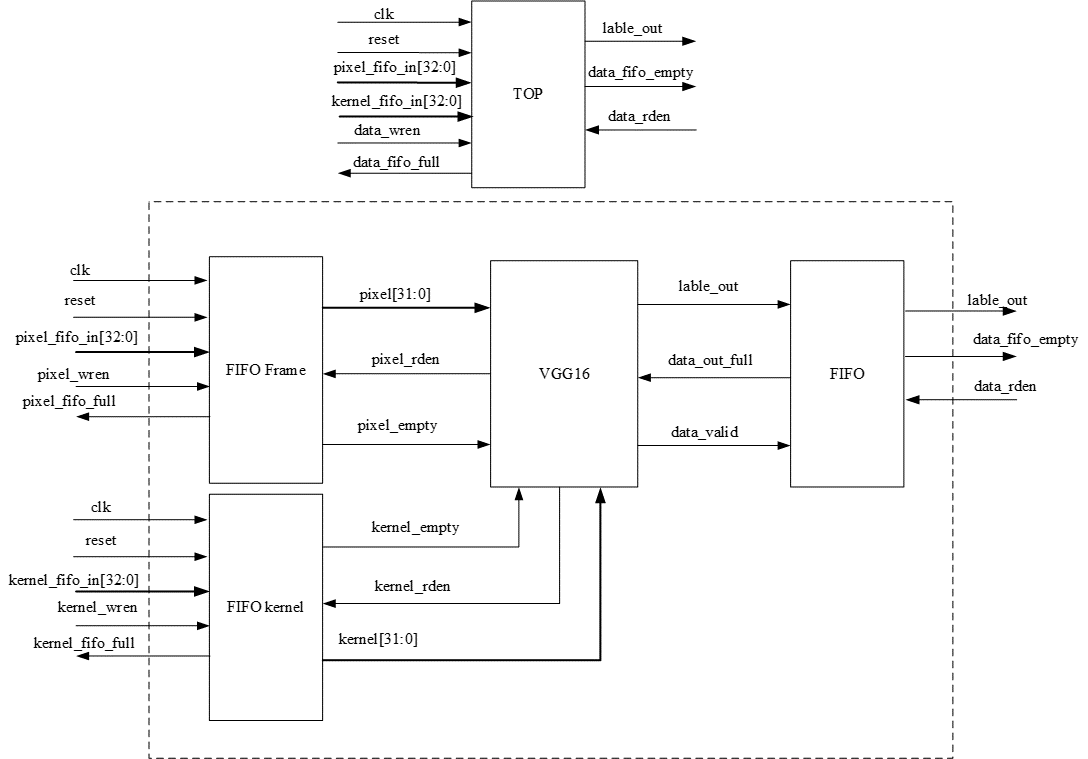 clk
reset
pixel_fifo_in[32:0]
kernel_fifo_in[32:0]
data_wren
data_fifo_full
TOP
lable_out
data_fifo_empty
data_rden
clk
reset
pixel_fifo_in[32:0]
pixel_wren
pixel_fifo_full
FIFO Frame
pixel[31:0]
pixel_rden
pixel_empty
VGG16
lable_out
data_out_full
data_valid
FIFO
lable_out
data_fifo_empty
data_rden
clk
reset
kernel_fifo_in[32:0]
kernel_wren
kernel_fifo_full
FIFO kernel
kernel_empty
kernel_rden
kernel[31:0]